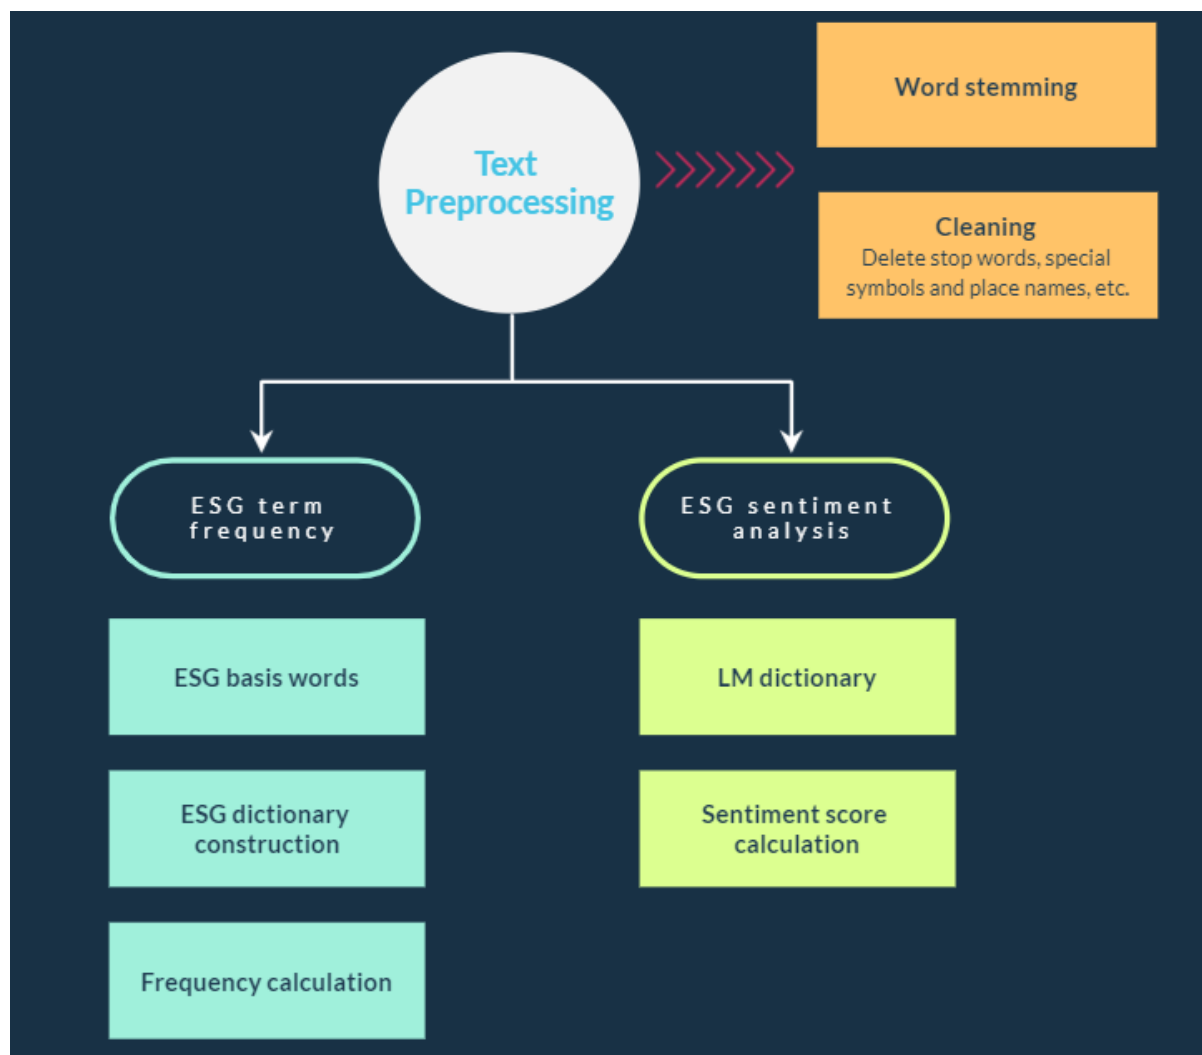 Text
Preprocessing
Word stemming
Cleaning
Delete stop words, special
symbols and place names, etc.
ESG term
frequency
ESG sentiment
analysis
ESG basis words
LM dictionary
ESG dictionary
construction
Sentiment score
calculation
Frequency calculation